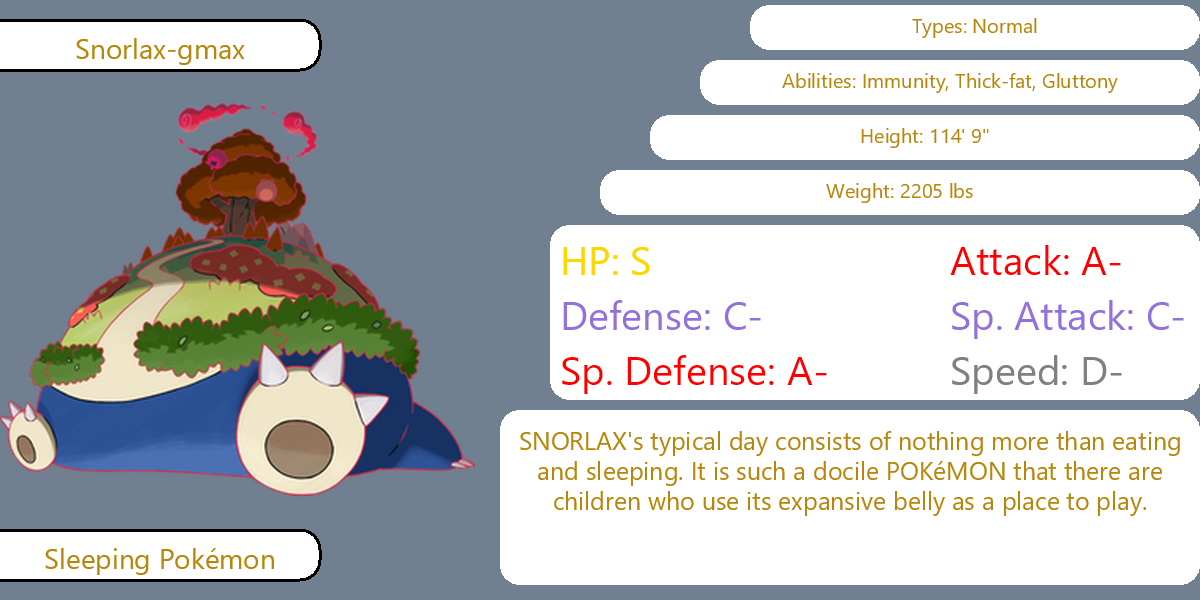 Snorlax-gmax
Types: Normal
Abilities: Immunity, Thick-fat, Gluttony
Height: 114' 9"
Weight: 2205 lbs
HP: S
Attack: A-
Defense: C-
Sp. Attack: C-
Sp. Defense: A-
Speed: D-
SNORLAX's typical day consists of nothing more than eating
and sleeping. It is such a docile POKéMON that there are
children who use its expansive belly as a place to play.
Sleeping Pokémon